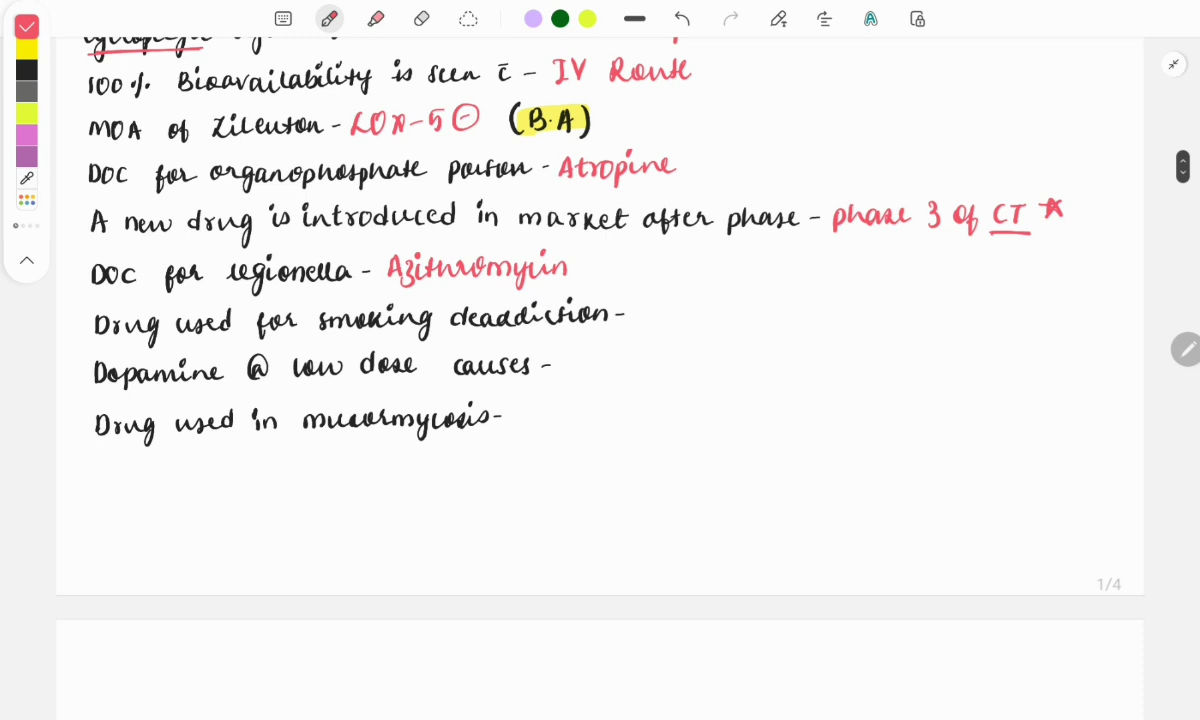 100 % Bioavailability is seen c̄ - IV Route
MOA of Zileuton - LOX-5 ⊖ (B.A)
DOC for organophosphate poison - Atropine
A new drug is introduced in market after phase - phase 3 of CT ★
DOC for legionella - Azithromycin
Drug used for smoking deaddiction -
Dopamine @ low dose causes -
Drug used in mucormycosis -
1/4